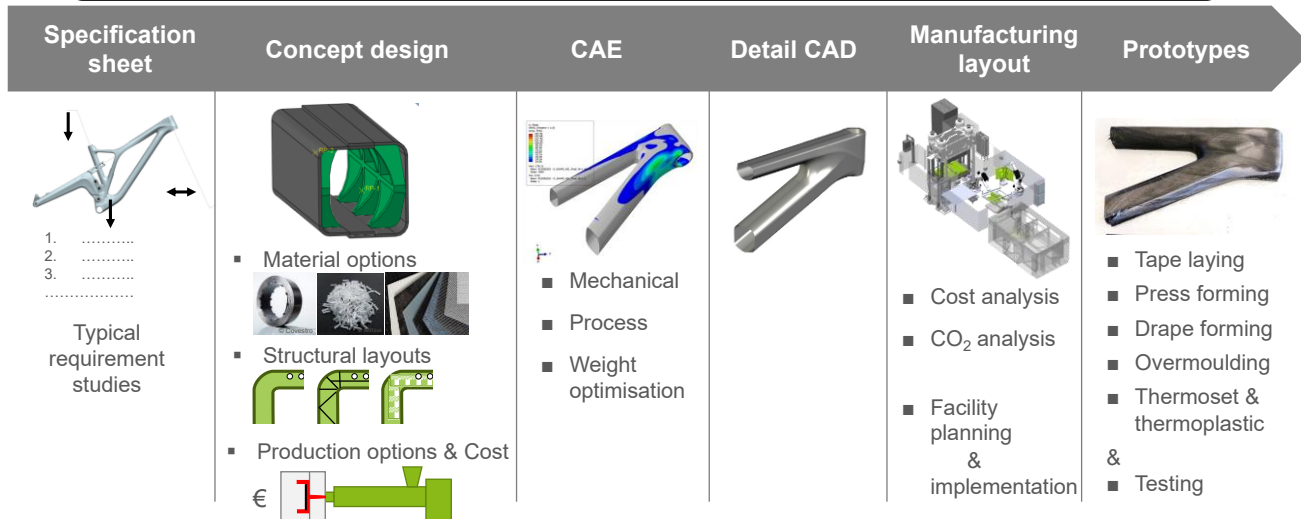 Specification
sheet
Concept design
CAE
Detail CAD
Manufacturing
layout
Prototypes
1. ………..
2. ………..
3. ………..
………………
Typical
requirement
studies
RP-1
▪ Material options
© Covestro
▪ Structural layouts
▪ Production options & Cost
€
■ Mechanical
■ Process
■ Weight
optimisation
■ Cost analysis
■ CO₂ analysis
■ Facility
planning
&
implementation
■ Tape laying
■ Press forming
■ Drape forming
■ Overmoulding
■ Thermoset &
thermoplastic
&
■ Testing